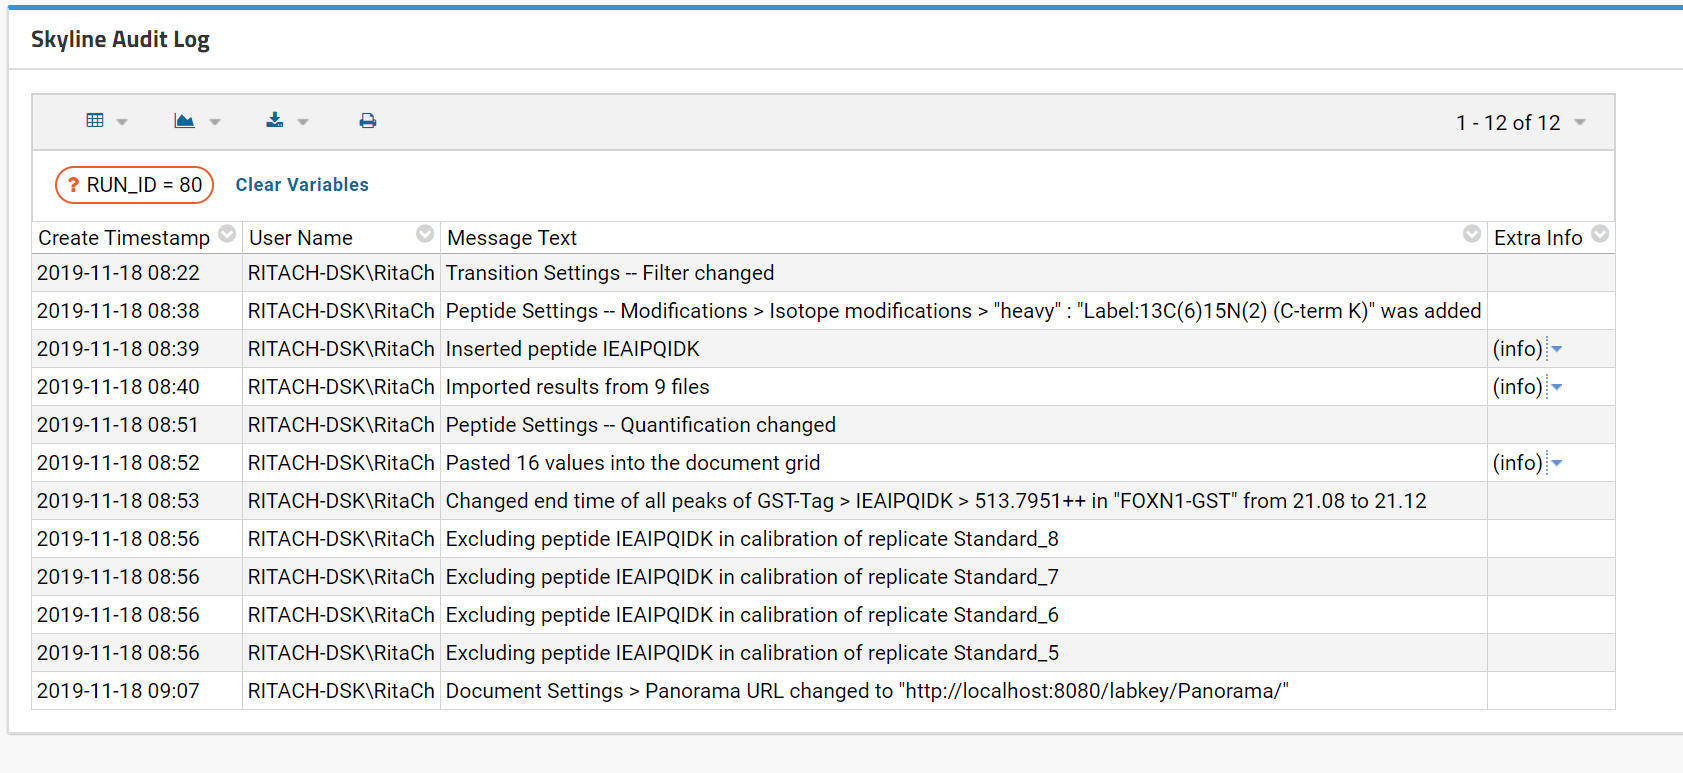 Skyline Audit Log
1 - 12 of 12
? RUN_ID = 80 Clear Variables
Create Timestamp User Name Message Text Extra Info
2019-11-18 08:22 RITACH-DSK\RitaCh Transition Settings -- Filter changed
2019-11-18 08:38 RITACH-DSK\RitaCh Peptide Settings -- Modifications > Isotope modifications > "heavy" : "Label:13C(6)15N(2) (C-term K)" was added
2019-11-18 08:39 RITACH-DSK\RitaCh Inserted peptide IEAIPQIDK (info)
2019-11-18 08:40 RITACH-DSK\RitaCh Imported results from 9 files (info)
2019-11-18 08:51 RITACH-DSK\RitaCh Peptide Settings -- Quantification changed
2019-11-18 08:52 RITACH-DSK\RitaCh Pasted 16 values into the document grid (info)
2019-11-18 08:53 RITACH-DSK\RitaCh Changed end time of all peaks of GST-Tag > IEAIPQIDK > 513.7951++ in "FOXN1-GST" from 21.08 to 21.12
2019-11-18 08:56 RITACH-DSK\RitaCh Excluding peptide IEAIPQIDK in calibration of replicate Standard_8
2019-11-18 08:56 RITACH-DSK\RitaCh Excluding peptide IEAIPQIDK in calibration of replicate Standard_7
2019-11-18 08:56 RITACH-DSK\RitaCh Excluding peptide IEAIPQIDK in calibration of replicate Standard_6
2019-11-18 08:56 RITACH-DSK\RitaCh Excluding peptide IEAIPQIDK in calibration of replicate Standard_5
2019-11-18 09:07 RITACH-DSK\RitaCh Document Settings > Panorama URL changed to "http://localhost:8080/labkey/Panorama/"